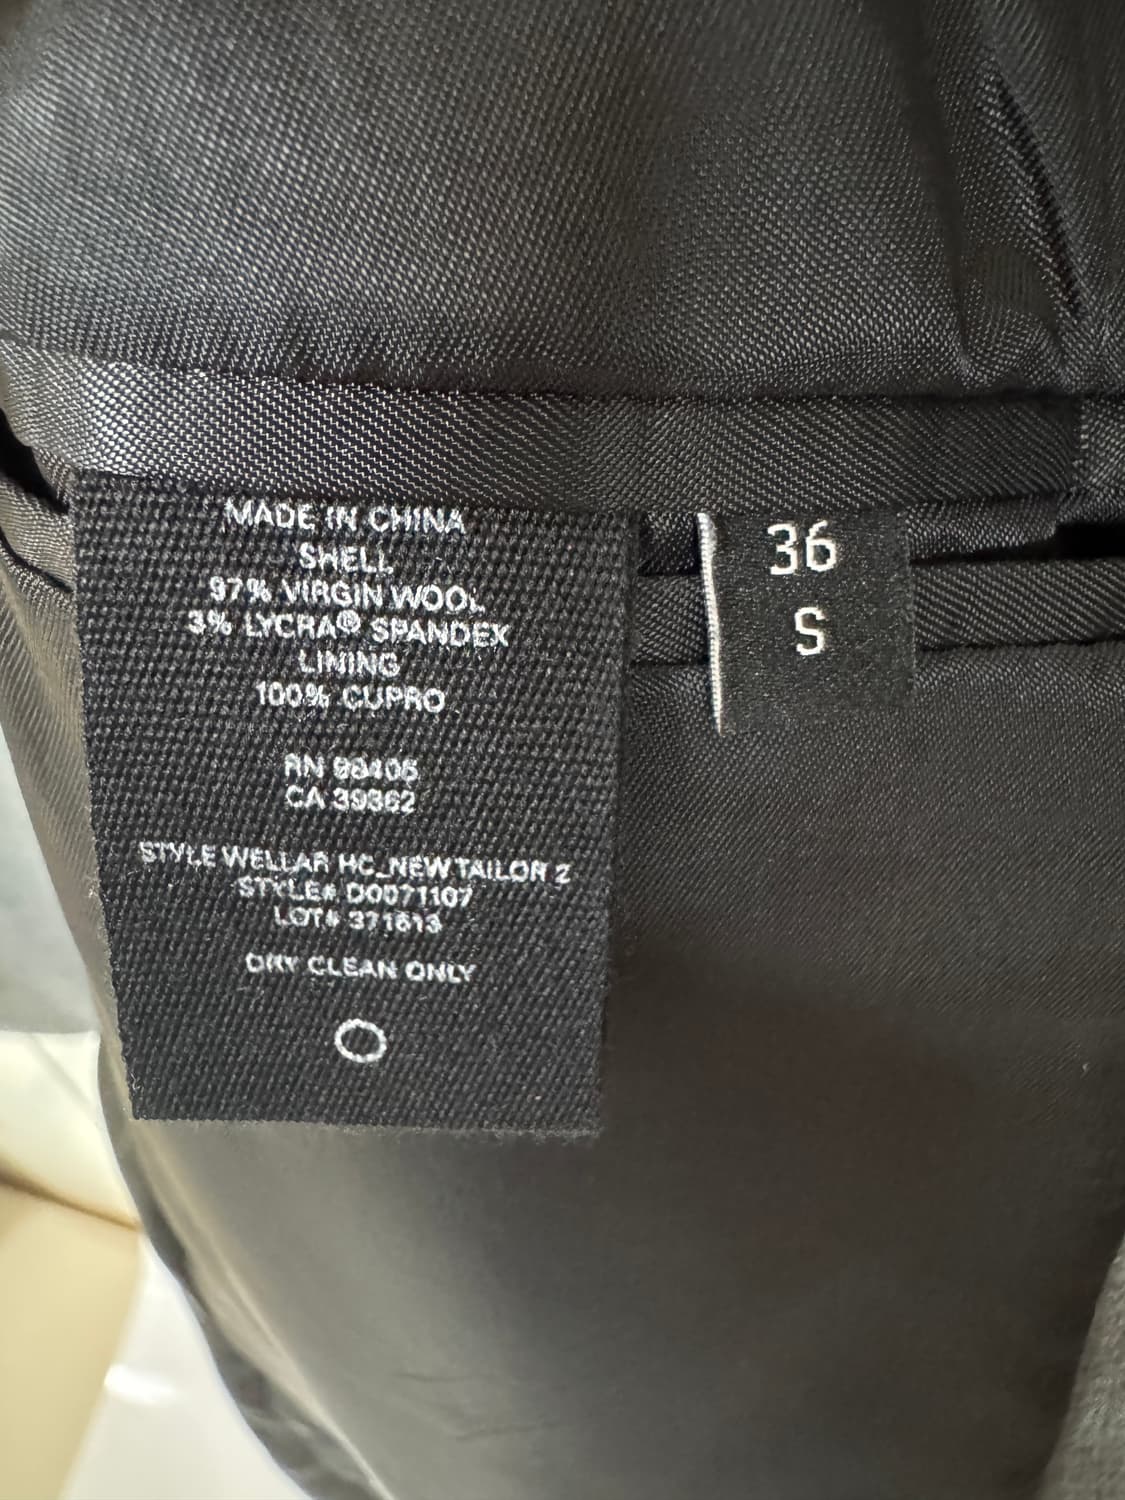 MADE IN CHINA
SHELL
97% VIRGIN WOOL
3% LYCRA® SPANDEX
LINING
100% CUPRO
RN 98405
CA 39362
STYLE WELLAR HC_NEW TAILOR 2
STYLE# D0071107
LOT# 371613
DRY CLEAN ONLY
36
S